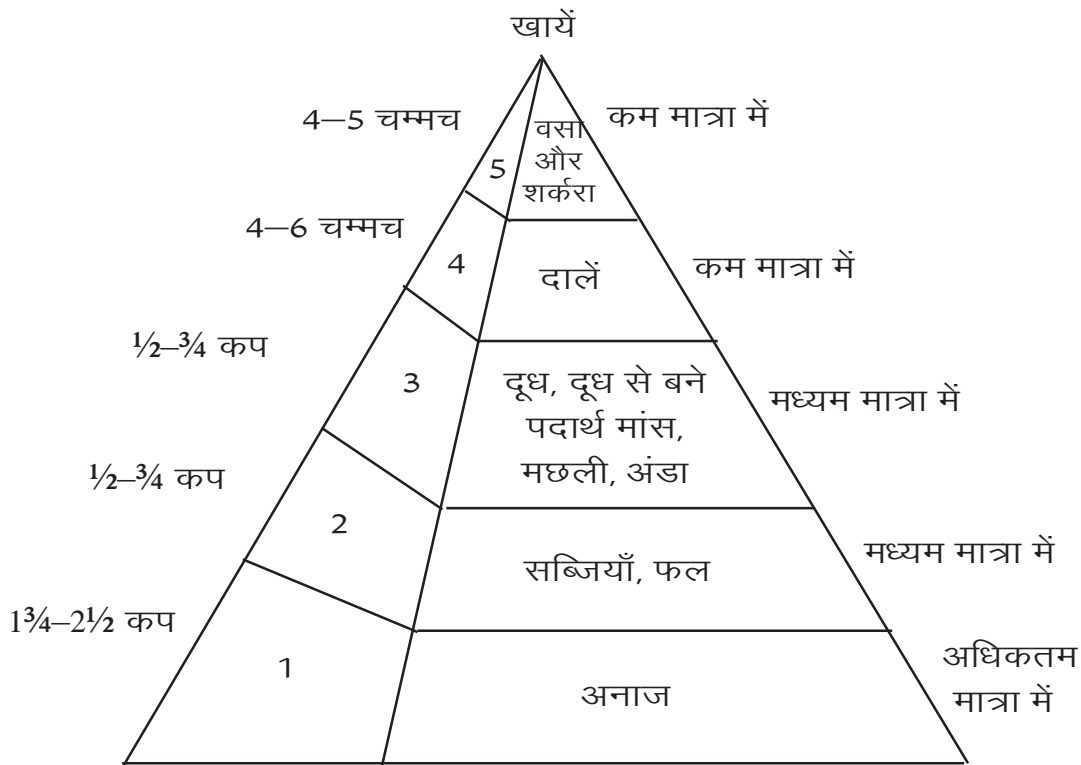 खायें
4–5 चम्मच
5
वसा
और
शर्करा
कम मात्रा में
4–6 चम्मच
4
दालें
कम मात्रा में
½–¾ कप
3
दूध, दूध से बने
पदार्थ मांस,
मछली, अंडा
मध्यम मात्रा में
½–¾ कप
2
सब्जियाँ, फल
मध्यम मात्रा में
1¾–2½ कप
1
अनाज
अधिकतम
मात्रा में